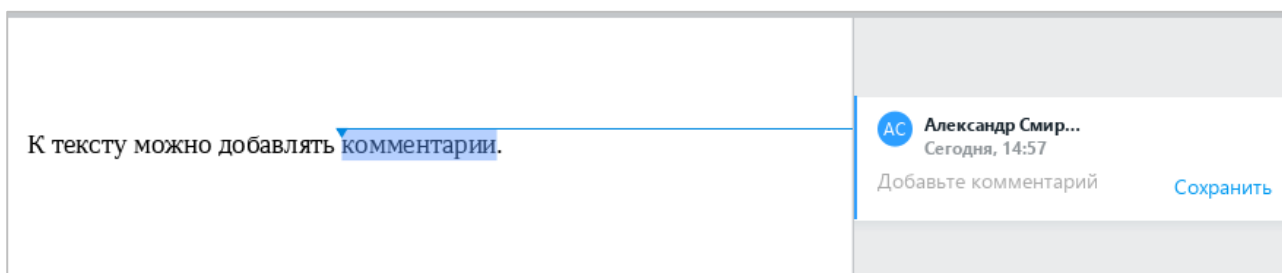 К тексту можно добавлять комментарии.
АС
Александр Смир...
Сегодня, 14:57
Добавьте комментарий
Сохранить